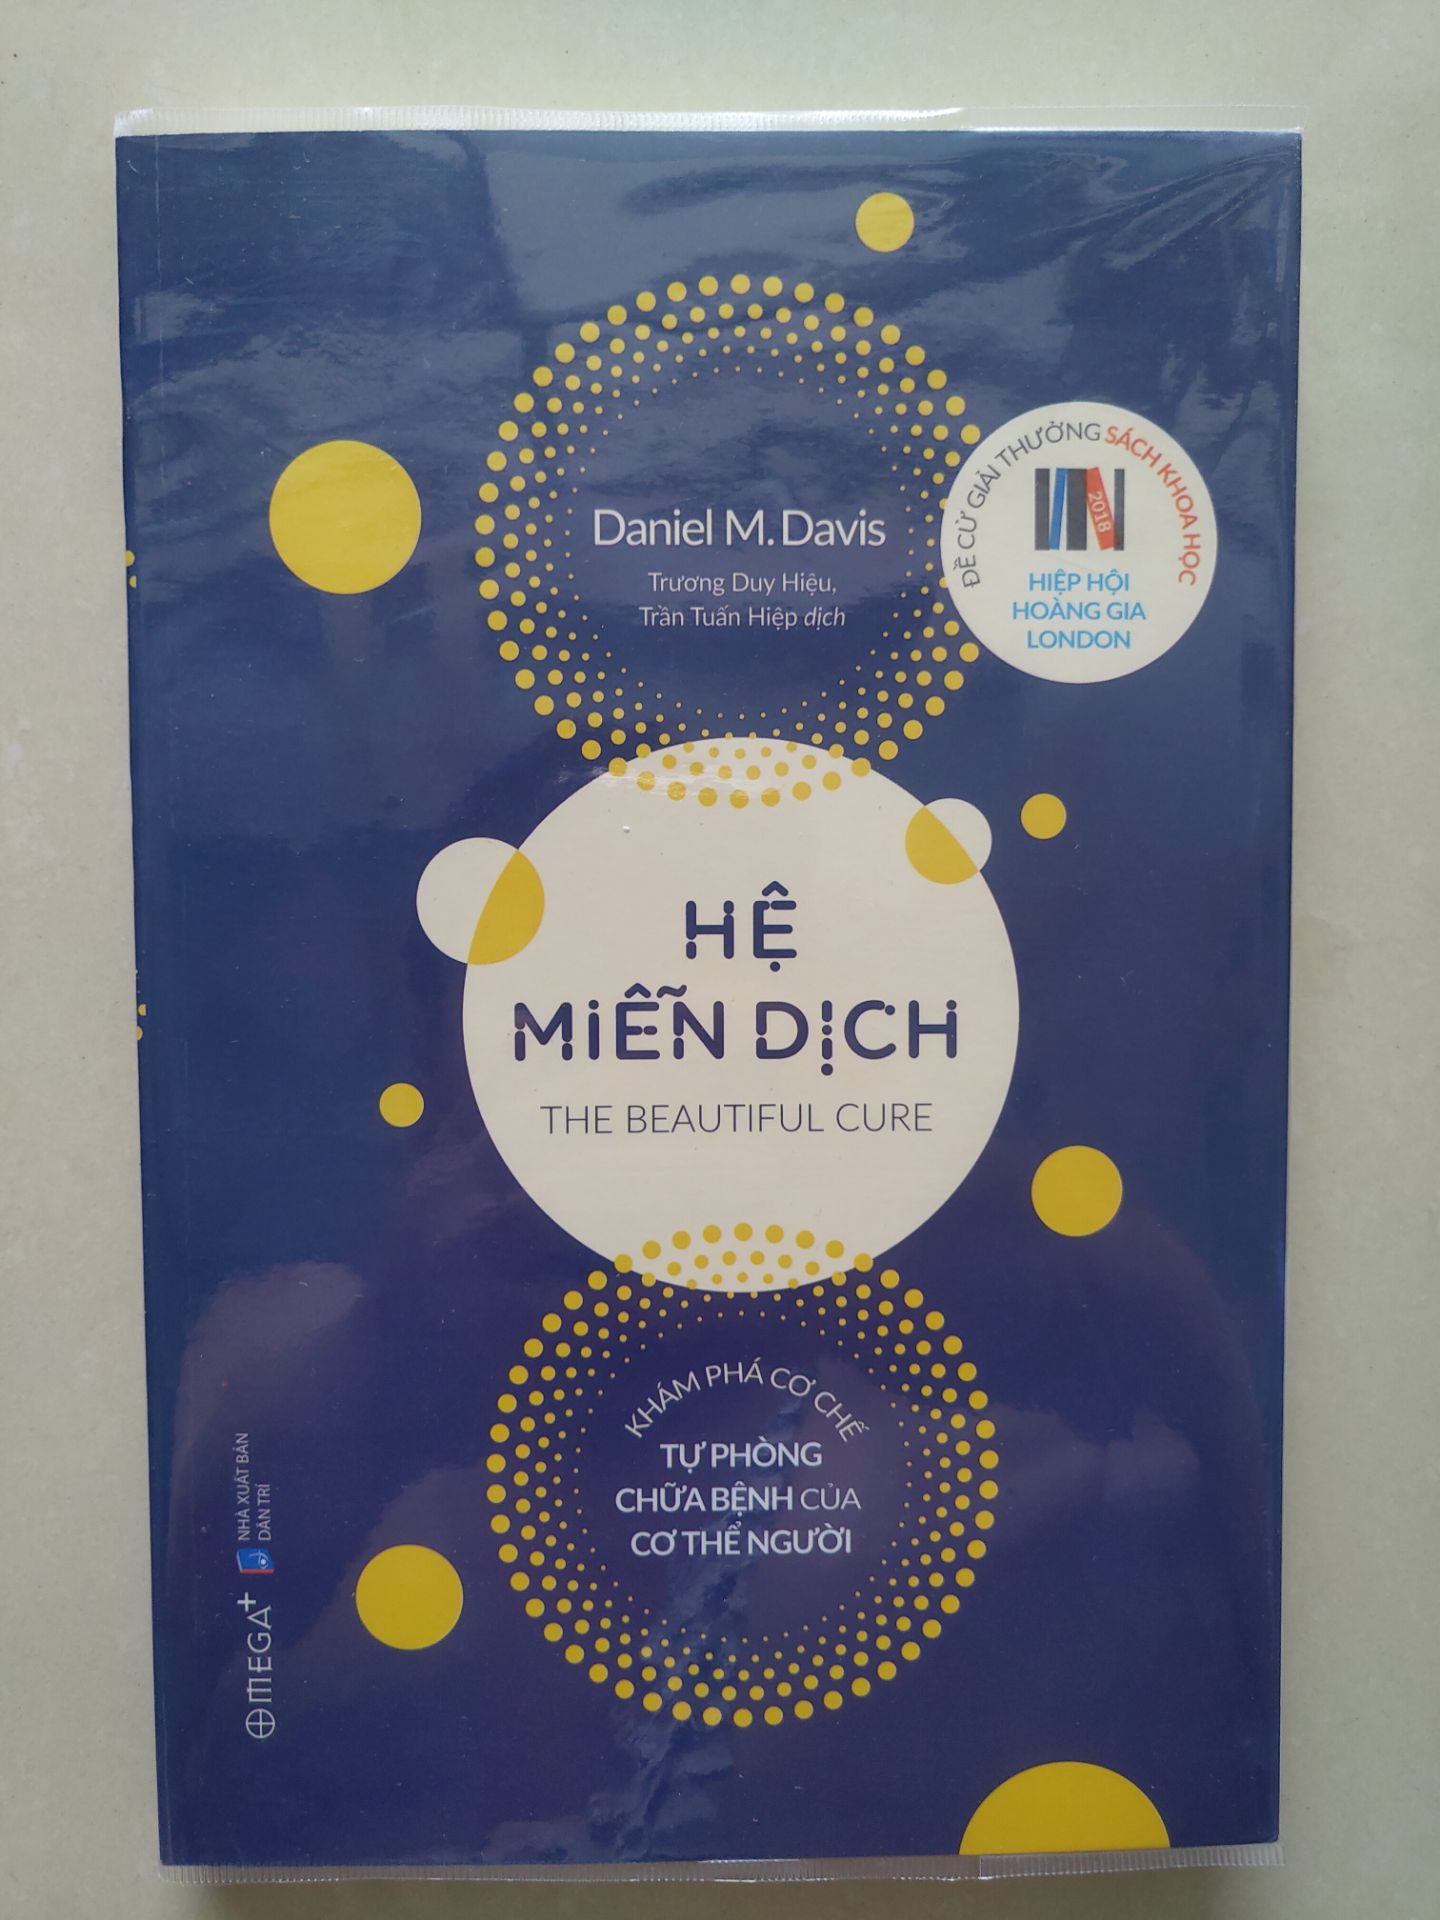 Daniel M. Davis
Trương Duy Hiệu,
Trần Tuấn Hiệp dịch
ĐỀ CỬ GIẢI THƯỞNG SÁCH KHOA HỌC
2018
HIỆP HỘI
HOÀNG GIA
LONDON
HỆ
MIỄN DỊCH
THE BEAUTIFUL CURE
KHÁM PHÁ CƠ CHẾ
TỰ PHÒNG
CHỮA BỆNH CỦA
CƠ THỂ NGƯỜI
OMEGA+
NHÀ XUẤT BẢN
DÂN TRÍ